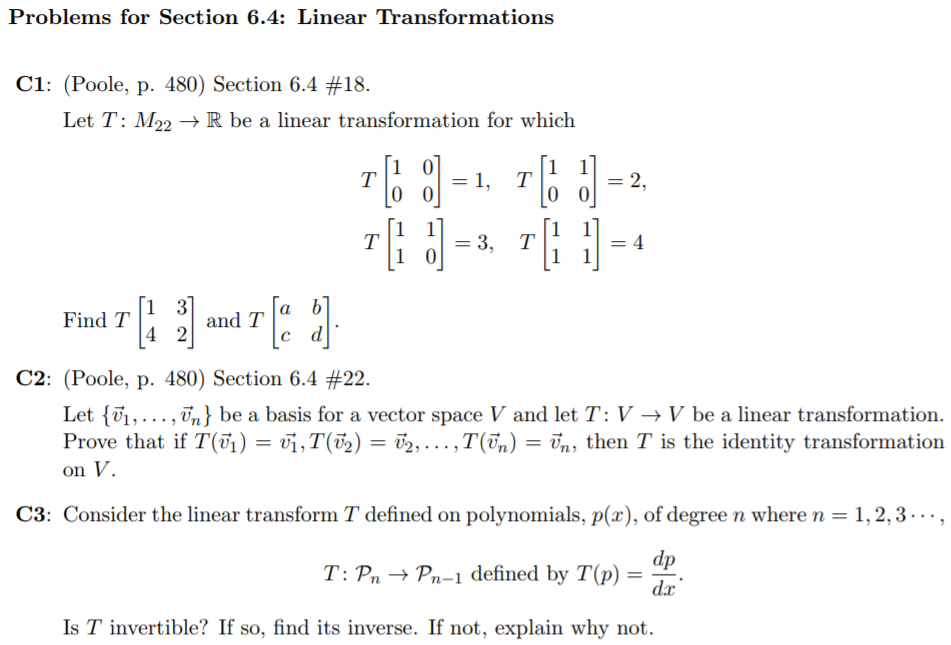 Problems for Section 6.4: Linear Transformations
C1: (Poole, p. 480) Section 6.4 #18.
Let T: M₂₂ → ℝ be a linear transformation for which
T [1 0; 0 0] = 1, T [1 1; 0 0] = 2,
T [1 1; 1 0] = 3, T [1 1; 1 1] = 4
Find T [1 3; 4 2] and T [a b; c d].
C2: (Poole, p. 480) Section 6.4 #22.
Let {v⃗₁, . . . , v⃗ₙ} be a basis for a vector space V and let T: V → V be a linear transformation.
Prove that if T(v⃗₁) = v⃗₁, T(v⃗₂) = v⃗₂, . . . , T(v⃗ₙ) = v⃗ₙ, then T is the identity transformation
on V.
C3: Consider the linear transform T defined on polynomials, p(x), of degree n where n = 1, 2, 3 · · · ,
T: 𝒫ₙ → 𝒫ₙ₋₁ defined by T(p) = dp/dx.
Is T invertible? If so, find its inverse. If not, explain why not.